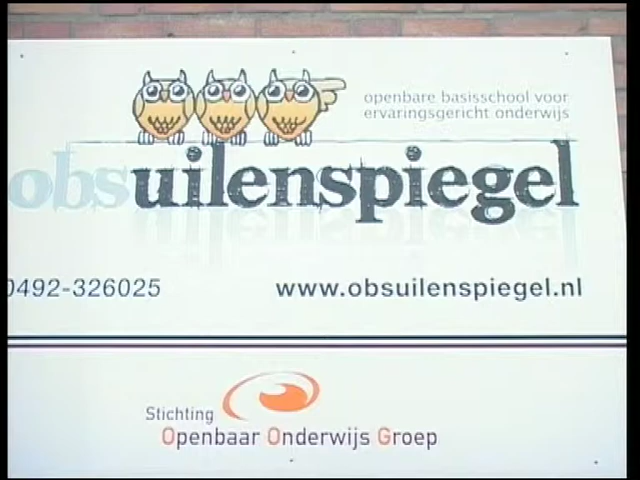 openbare basisschool voor
ervaringsgericht onderwijs
obsuilenspiegel
0492-326025
www.obsuilenspiegel.nl
Stichting
Openbaar Onderwijs Groep